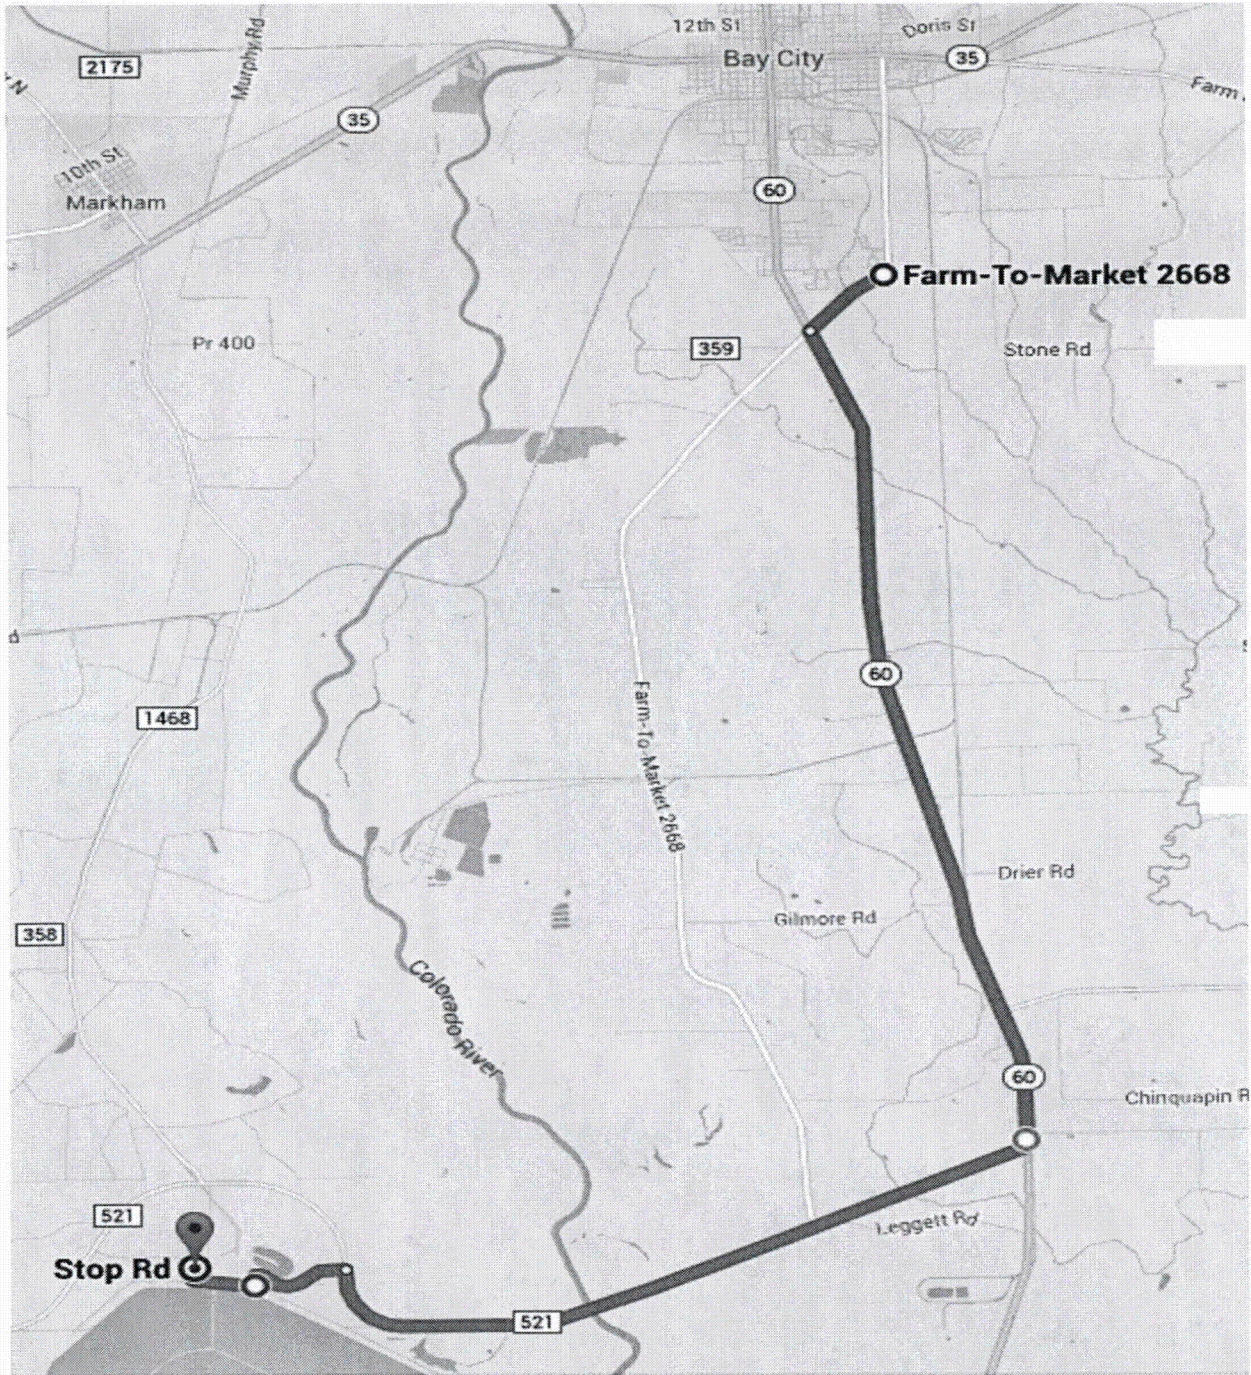 12th St
Doris St
Bay City
35
2175
Murphy Rd
N
Farm
35
10th St
Markham
60
Farm-To-Market 2668
Pr 400
359
Stone Rd
d
60
1468
Farm-To-Market 2668
Drier Rd
Gilmore Rd
358
Colorado River
60
Chinquapin R
521
Leggett Rd
Stop Rd
521